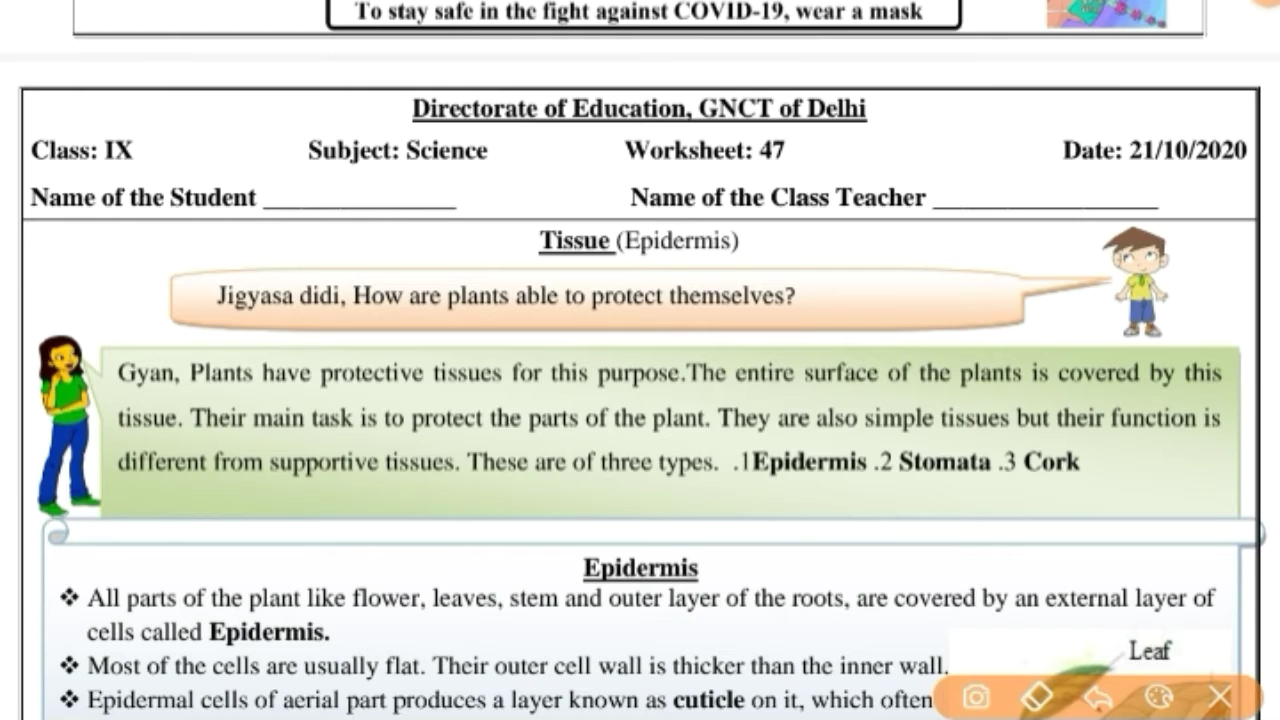 To stay safe in the fight against COVID-19, wear a mask
Directorate of Education, GNCT of Delhi
Class: IX Subject: Science Worksheet: 47 Date: 21/10/2020
Name of the Student _______________ Name of the Class Teacher __________________
Tissue (Epidermis)
Jigyasa didi, How are plants able to protect themselves?
Gyan, Plants have protective tissues for this purpose.The entire surface of the plants is covered by this
tissue. Their main task is to protect the parts of the plant. They are also simple tissues but their function is
different from supportive tissues. These are of three types. .1Epidermis .2 Stomata .3 Cork
Epidermis
❖ All parts of the plant like flower, leaves, stem and outer layer of the roots, are covered by an external layer of
cells called Epidermis.
❖ Most of the cells are usually flat. Their outer cell wall is thicker than the inner wall.
Leaf
❖ Epidermal cells of aerial part produces a layer known as cuticle on it, which often